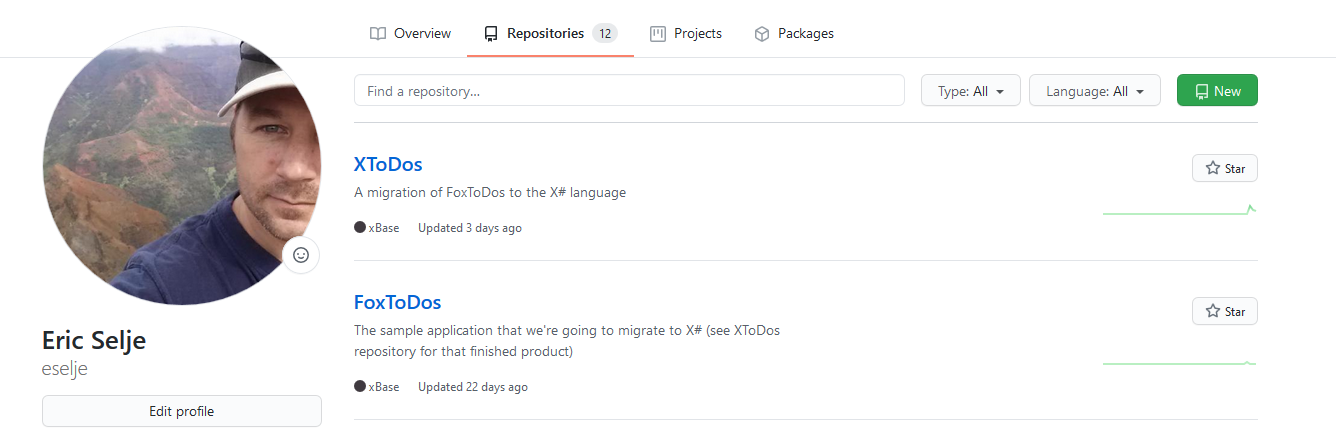 Overview
Repositories 12
Projects
Packages
Find a repository...
Type: All
Language: All
New
XToDos
Star
A migration of FoxToDos to the X# language
xBase Updated 3 days ago
FoxToDos
Star
The sample application that we're going to migrate to X# (see XToDos
repository for that finished product)
xBase Updated 22 days ago
Eric Selje
eselje
Edit profile